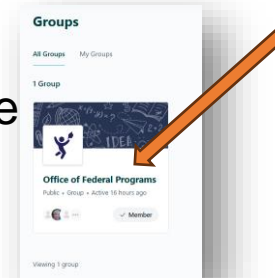 Groups
All Groups My Groups
1 Group
e
IDEA
Office of Federal Programs
Public • Group • Active 16 hours ago
✓ Member
Viewing 1 group